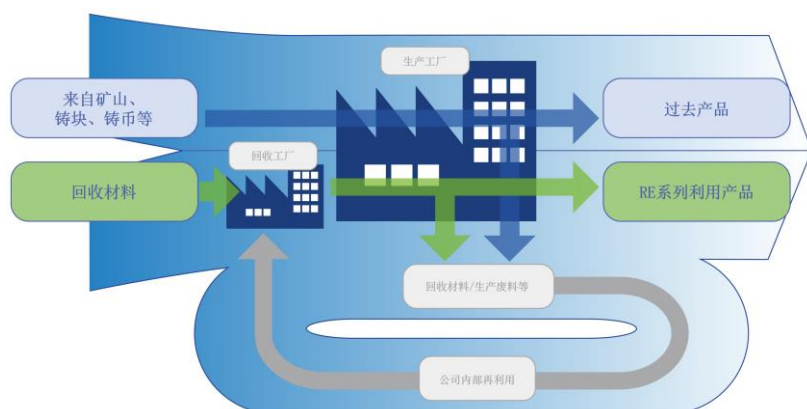 生产工厂
来自矿山、
铸块、铸币等
过去产品
回收工厂
回收材料
RE系列利用产品
回收材料/生产废料等
公司内部再利用